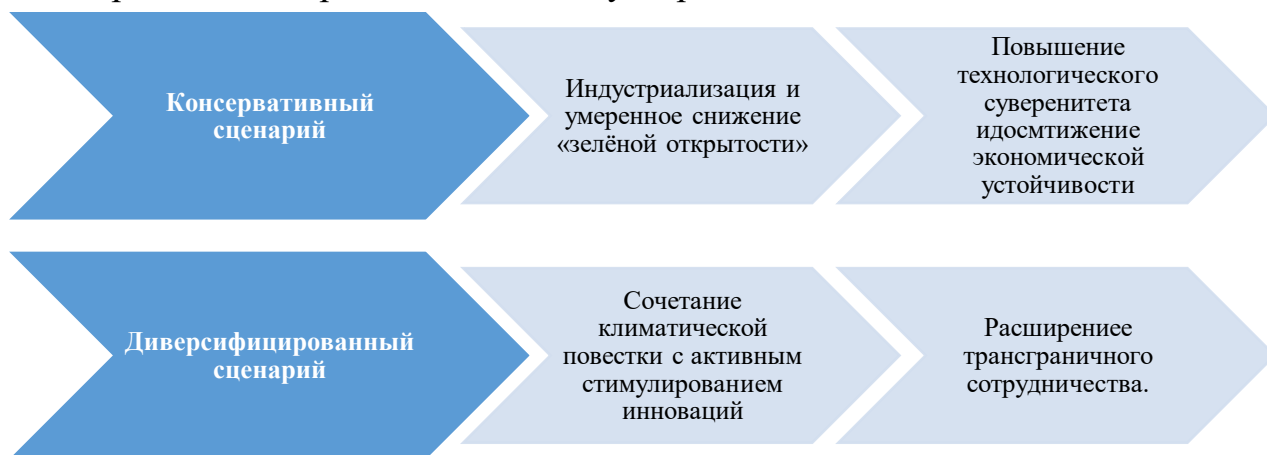 Консервативный
сценарий
Индустриализация и
умеренное снижение
«зелёной открытости»
Повышение
технологического
суверенитета
идосмтижение
экономической
устойчивости
Диверсифицированный
сценарий
Сочетание
климатической
повестки с активным
стимулированием
инноваций
Расширениее
трансграничного
сотрудничества.